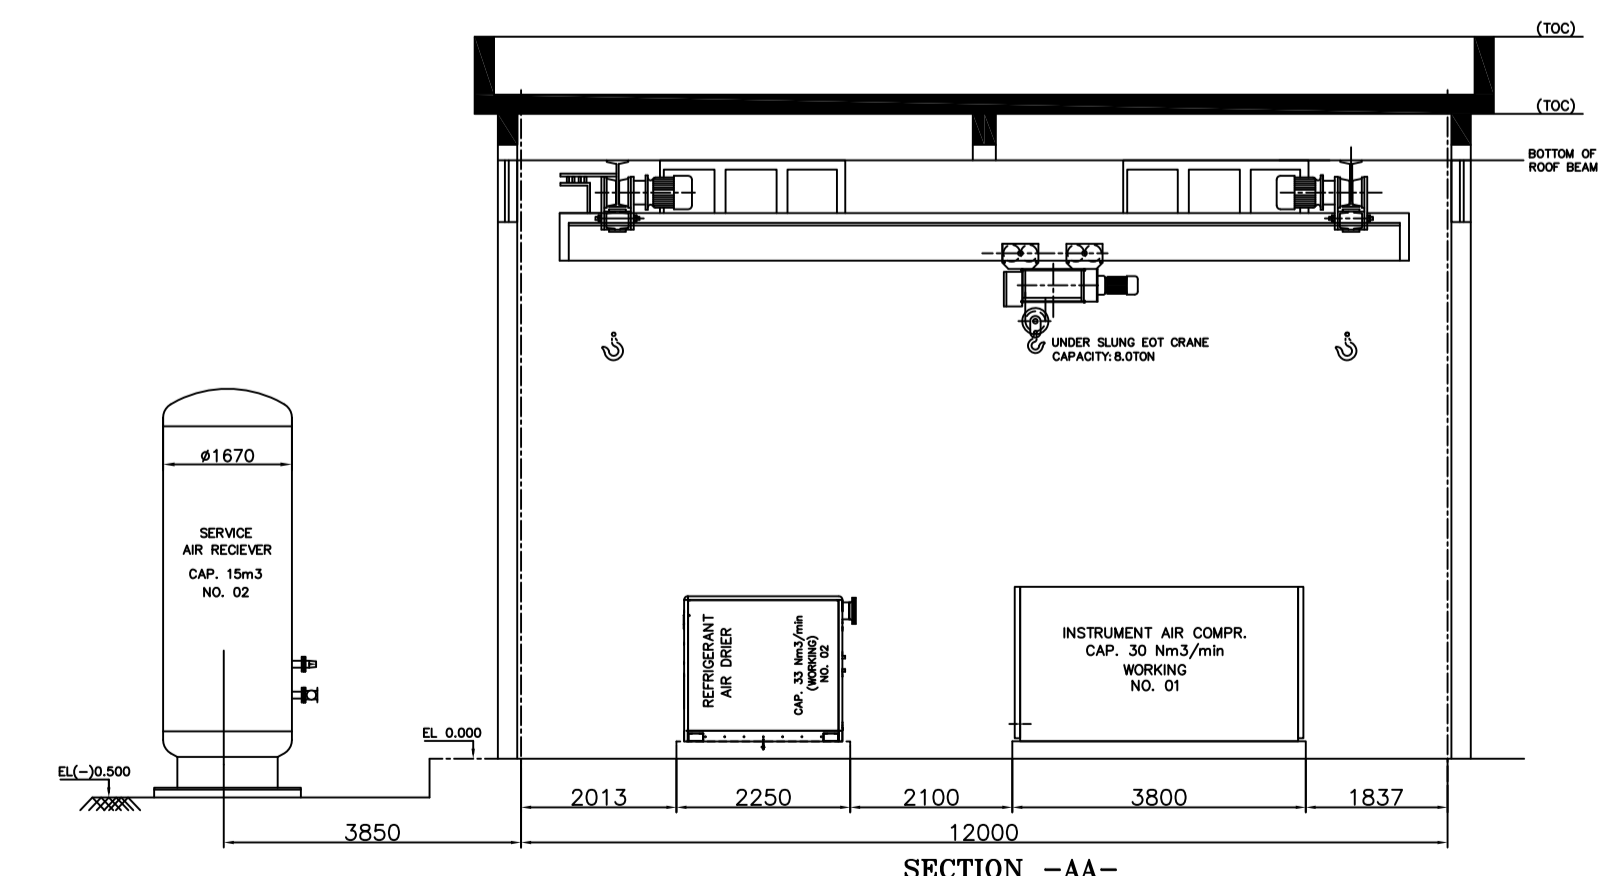 (TOC)
(TOC)
BOTTOM OF
ROOF BEAM
UNDER SLUNG EOT CRANE
CAPACITY: 8.0TON
ø1670
SERVICE
AIR RECIEVER
CAP. 15m3
NO. 02
REFRIGERANT
AIR DRIER
CAP. 33 Nm3/min
(WORKING)
NO. 02
INSTRUMENT AIR COMPR.
CAP. 30 Nm3/min
WORKING
NO. 01
EL 0.000
EL(-)0.500
2013
2250
2100
3800
1837
3850
12000
SECTION -AA-